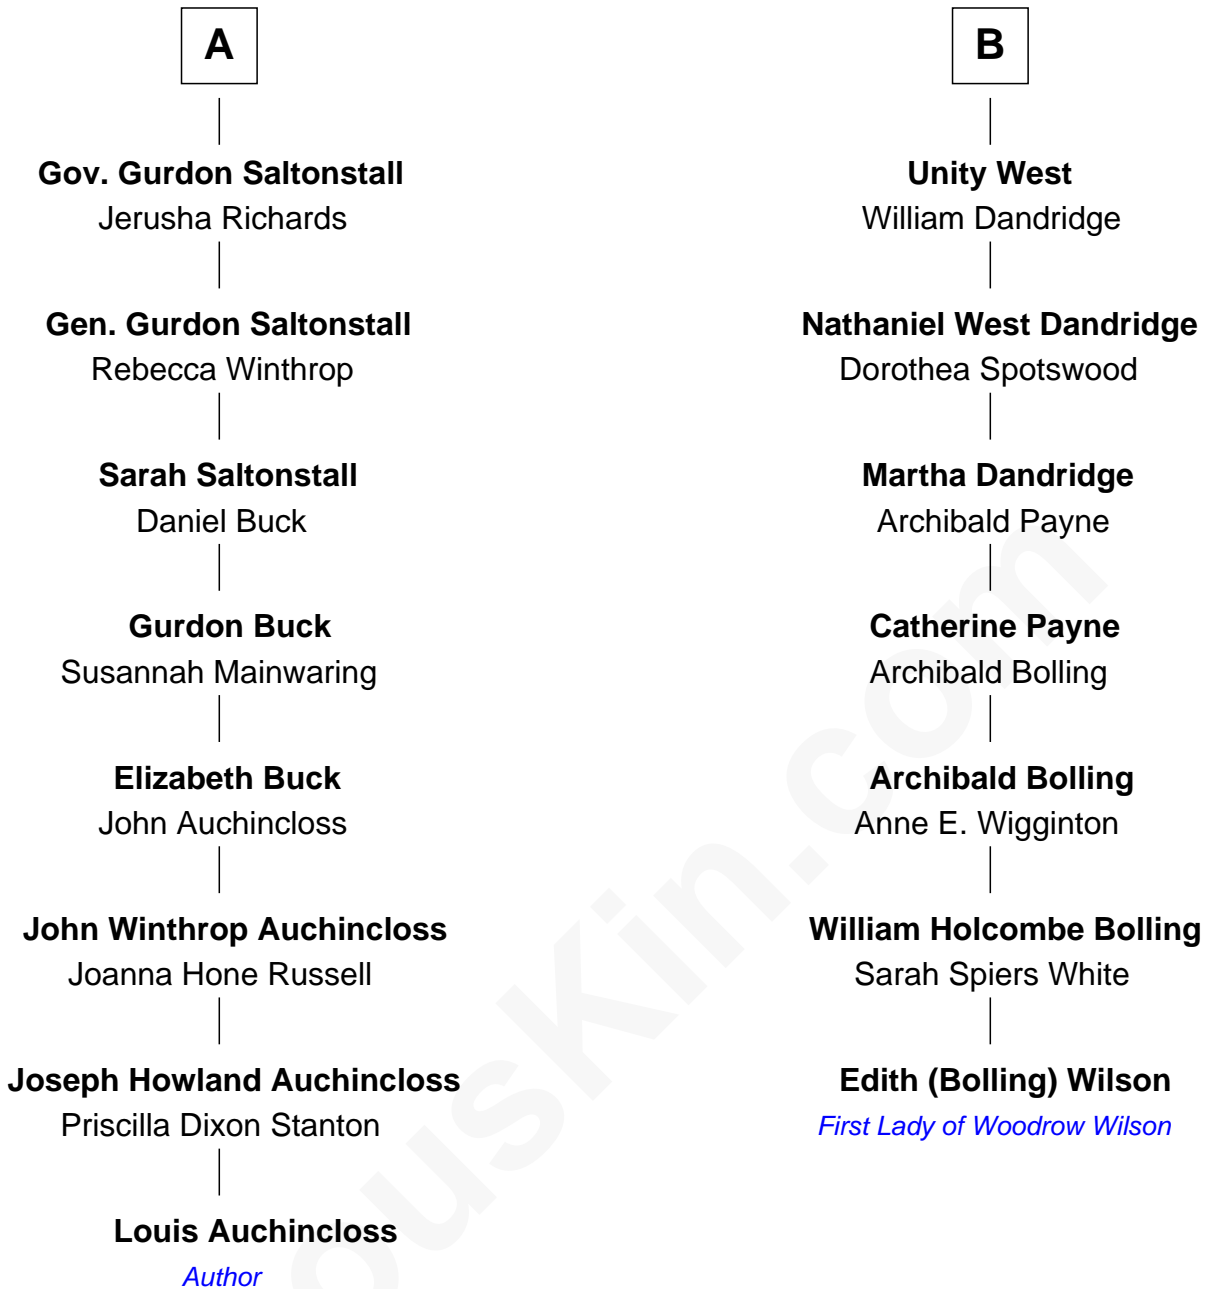 A
Gov. Gurdon Saltonstall
Jerusha Richards
Gen. Gurdon Saltonstall
Rebecca Winthrop
Sarah Saltonstall
Daniel Buck
Gurdon Buck
Susannah Mainwaring
Elizabeth Buck
John Auchincloss
John Winthrop Auchincloss
Joanna Hone Russell
Joseph Howland Auchincloss
Priscilla Dixon Stanton
Louis Auchincloss
Author
B
Unity West
William Dandridge
Nathaniel West Dandridge
Dorothea Spotswood
Martha Dandridge
Archibald Payne
Catherine Payne
Archibald Bolling
Archibald Bolling
Anne E. Wigginton
William Holcombe Bolling
Sarah Spiers White
Edith (Bolling) Wilson
First Lady of Woodrow Wilson
ousKin.com